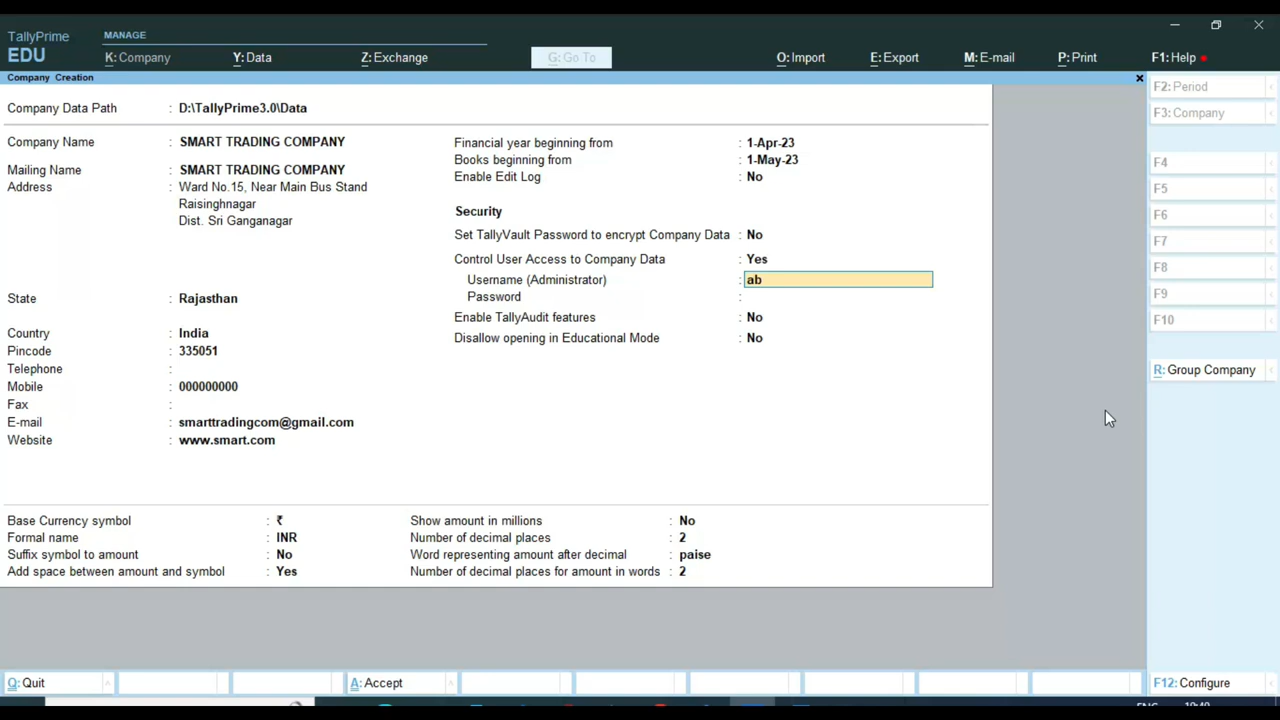 TallyPrime
EDU
MANAGE
K: Company
Y: Data
Z: Exchange
G: Go To
O: Import
E: Export
M: E-mail
P: Print
F1: Help
Company Creation
Company Data Path : D:\TallyPrime3.0\Data
Company Name : SMART TRADING COMPANY
Mailing Name : SMART TRADING COMPANY
Address : Ward No.15, Near Main Bus Stand
Raisinghnagar
Dist. Sri Ganganagar
State : Rajasthan
Country : India
Pincode : 335051
Telephone :
Mobile : 000000000
Fax :
E-mail : smarttradingcom@gmail.com
Website : www.smart.com
Financial year beginning from : 1-Apr-23
Books beginning from : 1-May-23
Enable Edit Log : No
Security
Set TallyVault Password to encrypt Company Data : No
Control User Access to Company Data : Yes
Username (Administrator) : ab
Password :
Enable TallyAudit features : No
Disallow opening in Educational Mode : No
Base Currency symbol : ₹
Formal name : INR
Suffix symbol to amount : No
Add space between amount and symbol : Yes
Show amount in millions : No
Number of decimal places : 2
Word representing amount after decimal : paise
Number of decimal places for amount in words : 2
F2: Period
F3: Company
F4
F5
F6
F7
F8
F9
F10
R: Group Company
Q: Quit
A: Accept
F12: Configure